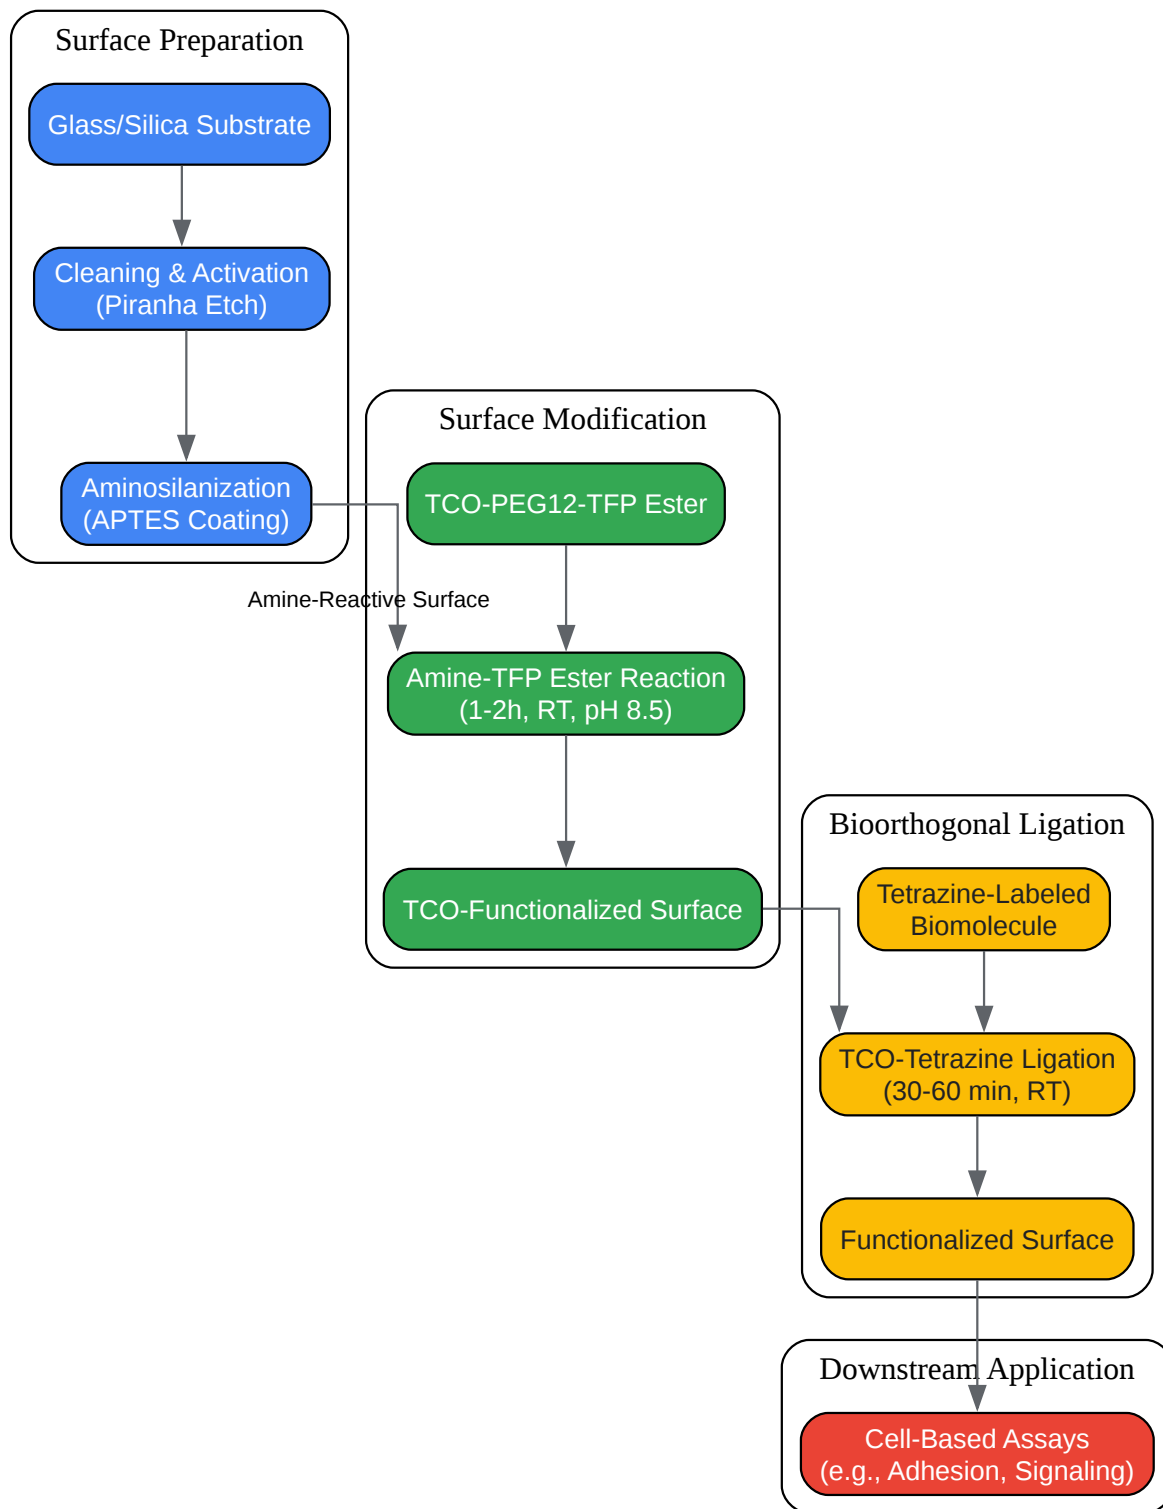 Surface Preparation
Glass/Silica Substrate
Cleaning & Activation
(Piranha Etch)
Aminosilanization
(APTES Coating)
Amine-Reactive Surface
Surface Modification
TCO-PEG12-TFP Ester
Amine-TFP Ester Reaction
(1-2h, RT, pH 8.5)
TCO-Functionalized Surface
Bioorthogonal Ligation
Tetrazine-Labeled
Biomolecule
TCO-Tetrazine Ligation
(30-60 min, RT)
Functionalized Surface
Downstream Application
Cell-Based Assays
(e.g., Adhesion, Signaling)